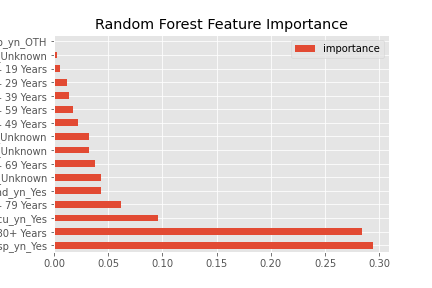 Random Forest Feature Importance
importance
p_yn_OTH
Unknown
- 19 Years
- 29 Years
- 39 Years
- 59 Years
- 49 Years
Unknown
Unknown
- 69 Years
Unknown
nd_yn_Yes
- 79 Years
cu_yn_Yes
80+ Years
sp_yn_Yes
0.00 0.05 0.10 0.15 0.20 0.25 0.30